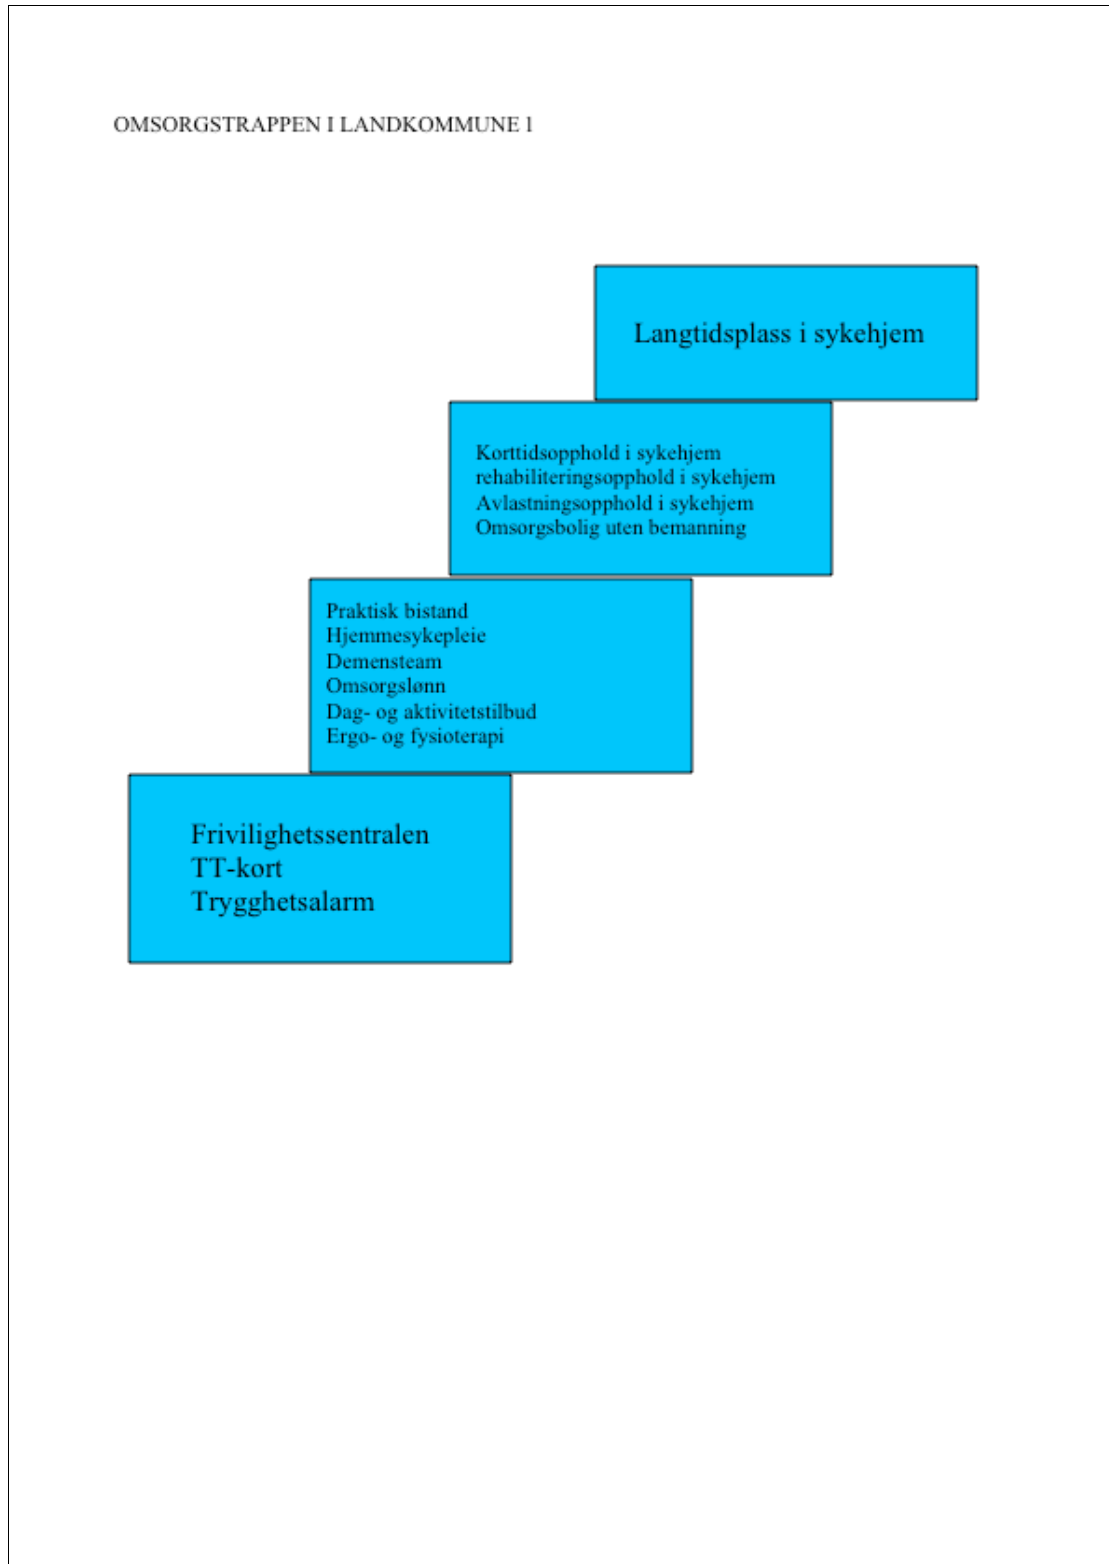 OMSORGSTRAPPEN I LANDKOMMUNE 1
Langtidsplass i sykehjem
Korttidsopphold i sykehjem
rehabiliteringsopphold i sykehjem
Avlastningsopphold i sykehjem
Omsorgsbolig uten bemanning
Praktisk bistand
Hjemmesykepleie
Demensteam
Omsorgslønn
Dag- og aktivitetstilbud
Ergo- og fysioterapi
Frivilighetssentralen
TT-kort
Trygghetsalarm